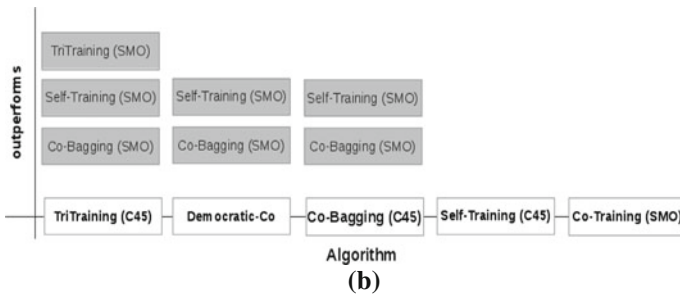 outperforms
TriTraining (SMO)
Self-Training (SMO) Self-Training (SMO) Self-Training (SMO)
Co-Bagging (SMO) Co-Bagging (SMO) Co-Bagging (SMO)
TriTraining (C45) Democratic-Co Co-Bagging (C45) Self-Training (C45) Co-Training (SMO)
Algorithm
(b)